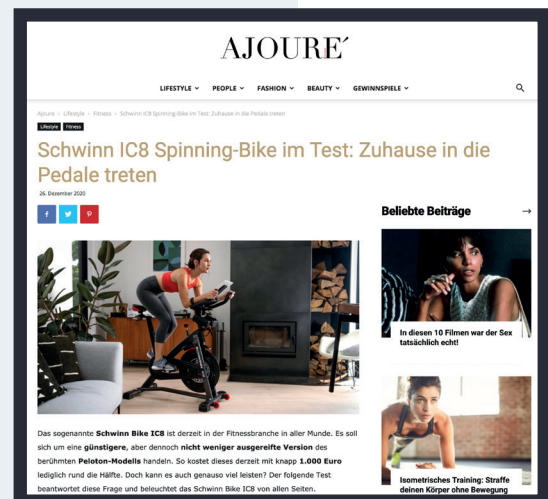 AJOURE´
LIFESTYLE PEOPLE FASHION BEAUTY GEWINNSPIELE
Ajoure > Lifestyle > Fitness > Schwinn IC8 Spinning-Bike im Test: Zuhause in die Pedale treten
Lifestyle Fitness
Schwinn IC8 Spinning-Bike im Test: Zuhause in die
Pedale treten
26. Dezember 2020
Beliebte Beiträge →
In diesen 10 Filmen war der Sex
tatsächlich echt!
Das sogenannte Schwinn Bike IC8 ist derzeit in der Fitnessbranche in aller Munde. Es soll
sich um eine günstigere, aber dennoch nicht weniger ausgereifte Version des
berühmten Peloton-Modells handeln. So kostet dieses derzeit mit knapp 1.000 Euro
lediglich rund die Hälfte. Doch kann es auch genauso viel leisten? Der folgende Test
beantwortet diese Frage und beleuchtet das Schwinn Bike IC8 von allen Seiten.
Isometrisches Training: Straffe
deinen Körper ohne Bewegung